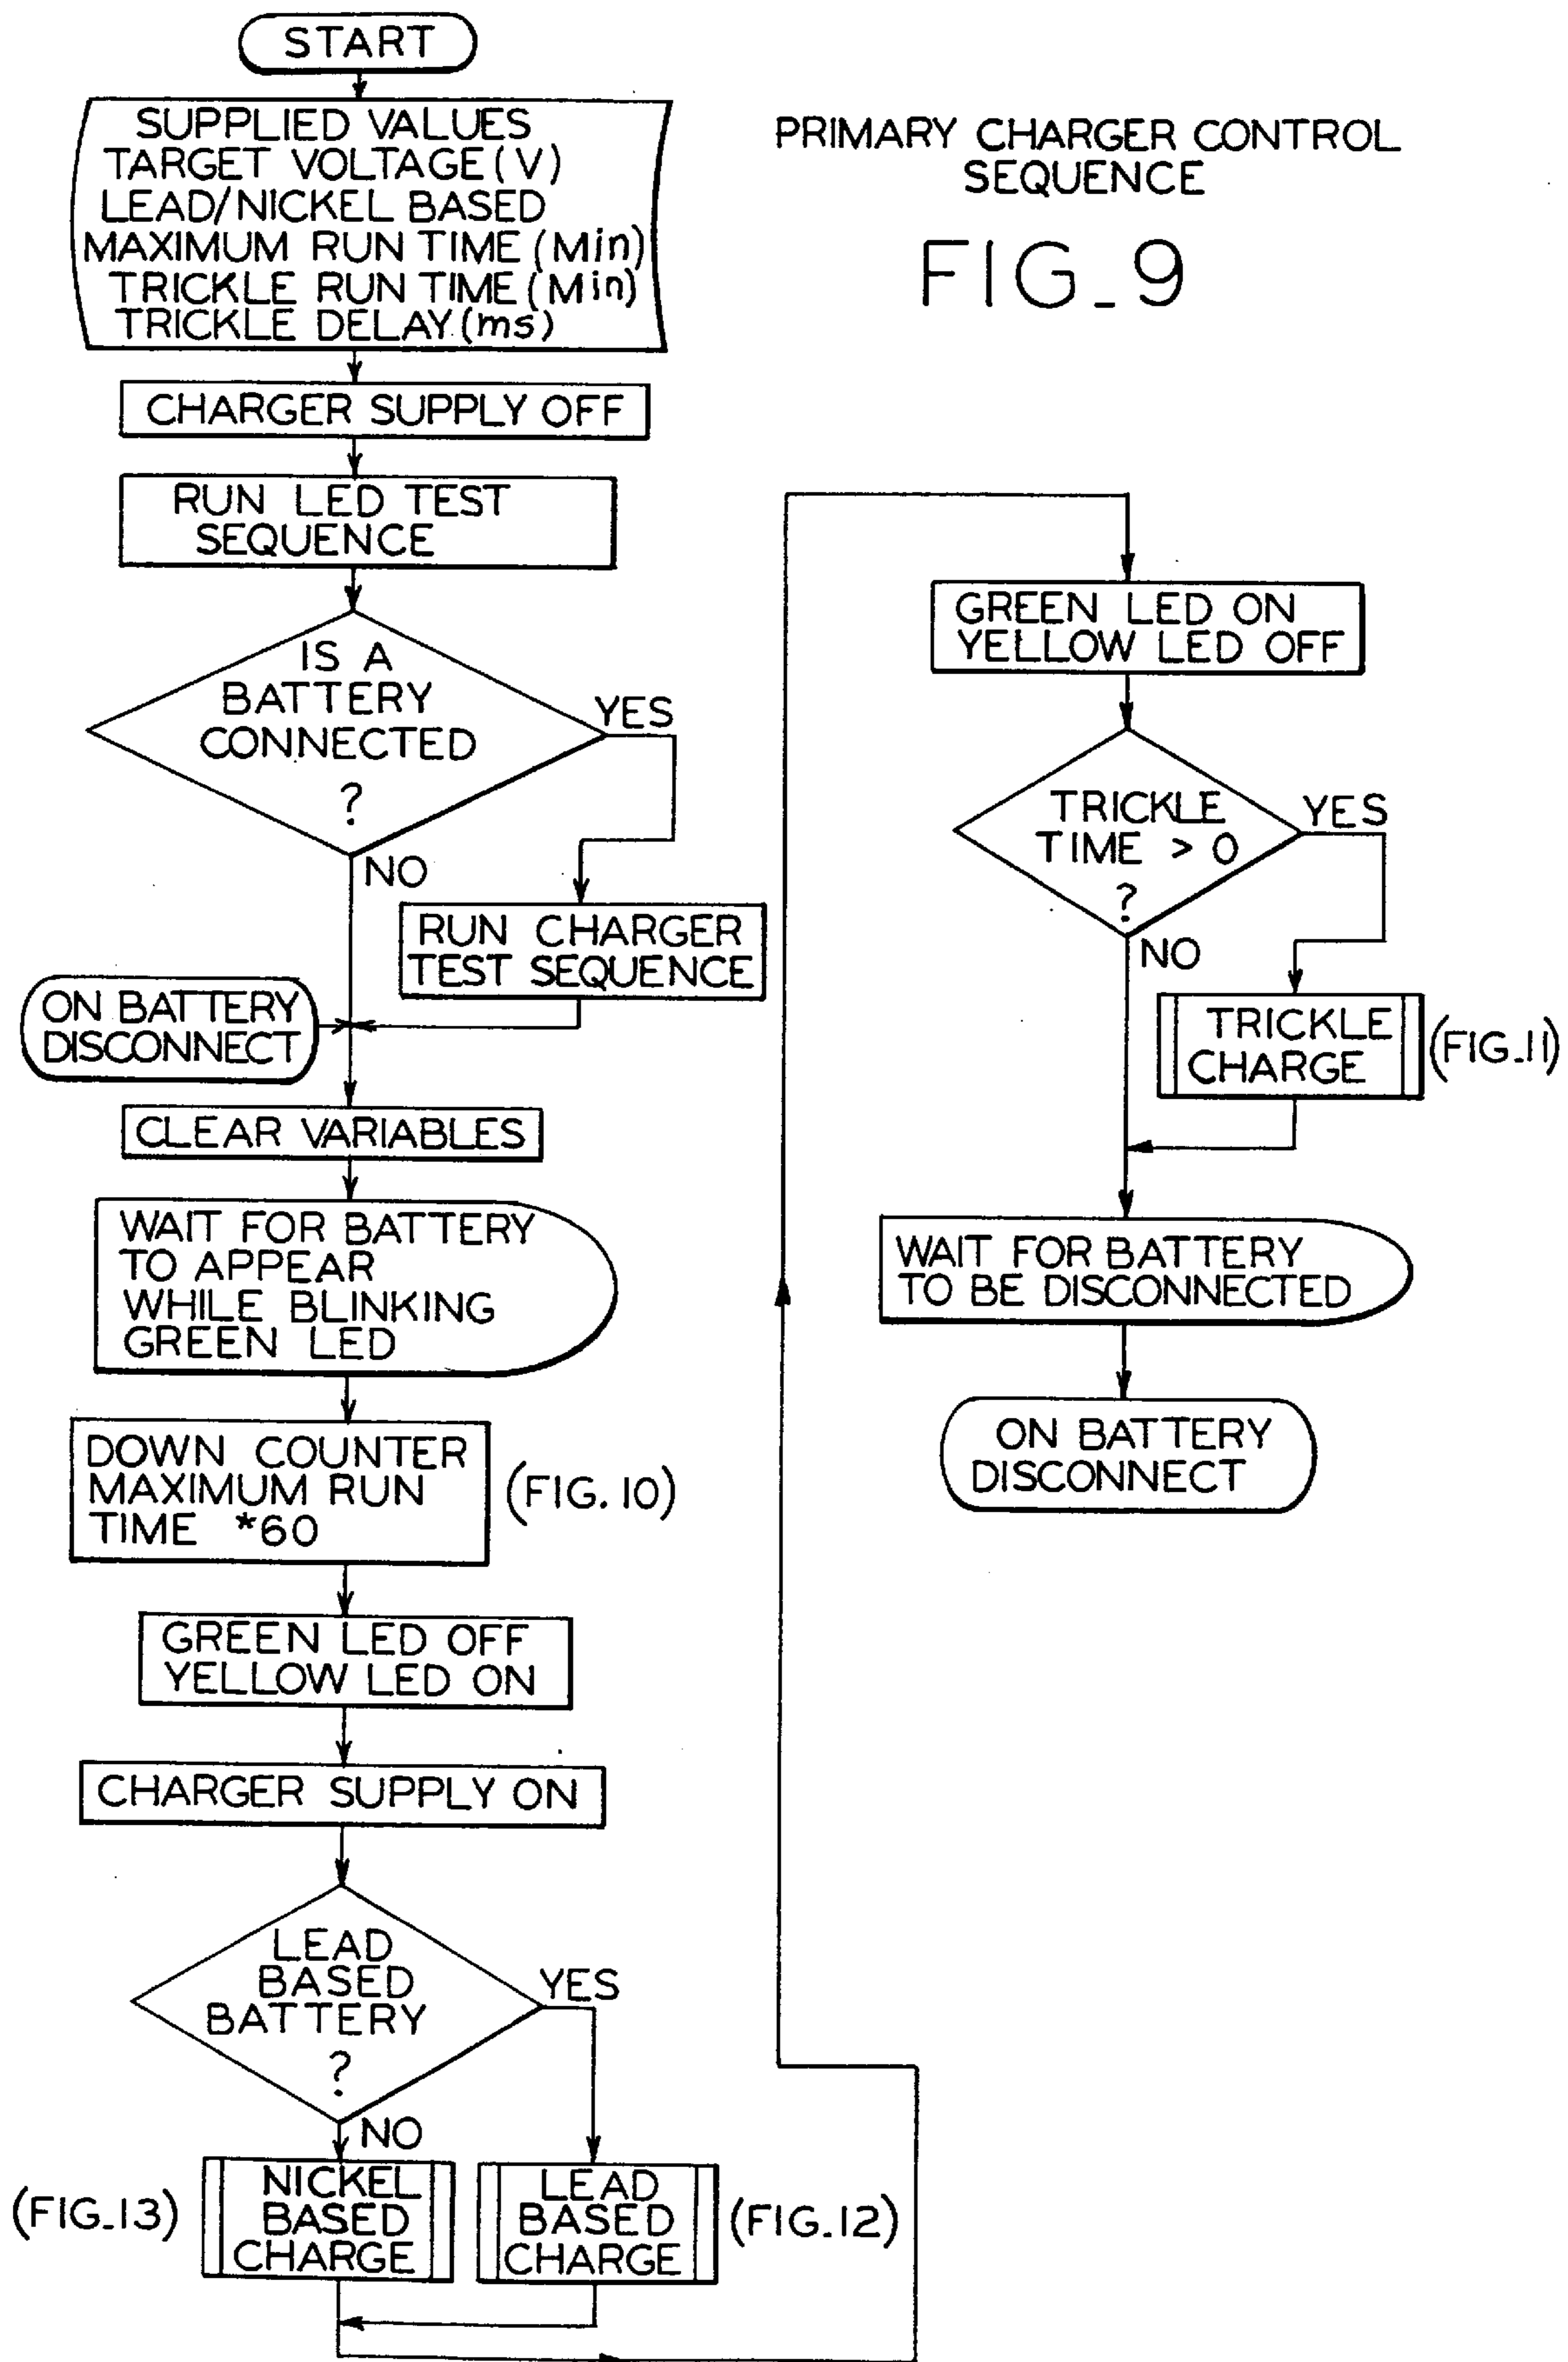 START
SUPPLIED VALUES
TARGET VOLTAGE (V)
LEAD/NICKEL BASED
MAXIMUM RUN TIME (Min)
TRICKLE RUN TIME (Min)
TRICKLE DELAY (ms)
PRIMARY CHARGER CONTROL
SEQUENCE
FIG_9
CHARGER SUPPLY OFF
RUN LED TEST
SEQUENCE
IS A
BATTERY
CONNECTED
?
YES
NO
RUN CHARGER
TEST SEQUENCE
ON BATTERY
DISCONNECT
CLEAR VARIABLES
WAIT FOR BATTERY
TO APPEAR
WHILE BLINKING
GREEN LED
DOWN COUNTER
MAXIMUM RUN
TIME *60
(FIG. 10)
GREEN LED OFF
YELLOW LED ON
CHARGER SUPPLY ON
LEAD
BASED
BATTERY
?
YES
NO
(FIG_13)
NICKEL
BASED
CHARGE
LEAD
BASED
CHARGE
(FIG_12)
GREEN LED ON
YELLOW LED OFF
TRICKLE
TIME > 0
?
YES
NO
TRICKLE
CHARGE
(FIG_11)
WAIT FOR BATTERY
TO BE DISCONNECTED
ON BATTERY
DISCONNECT